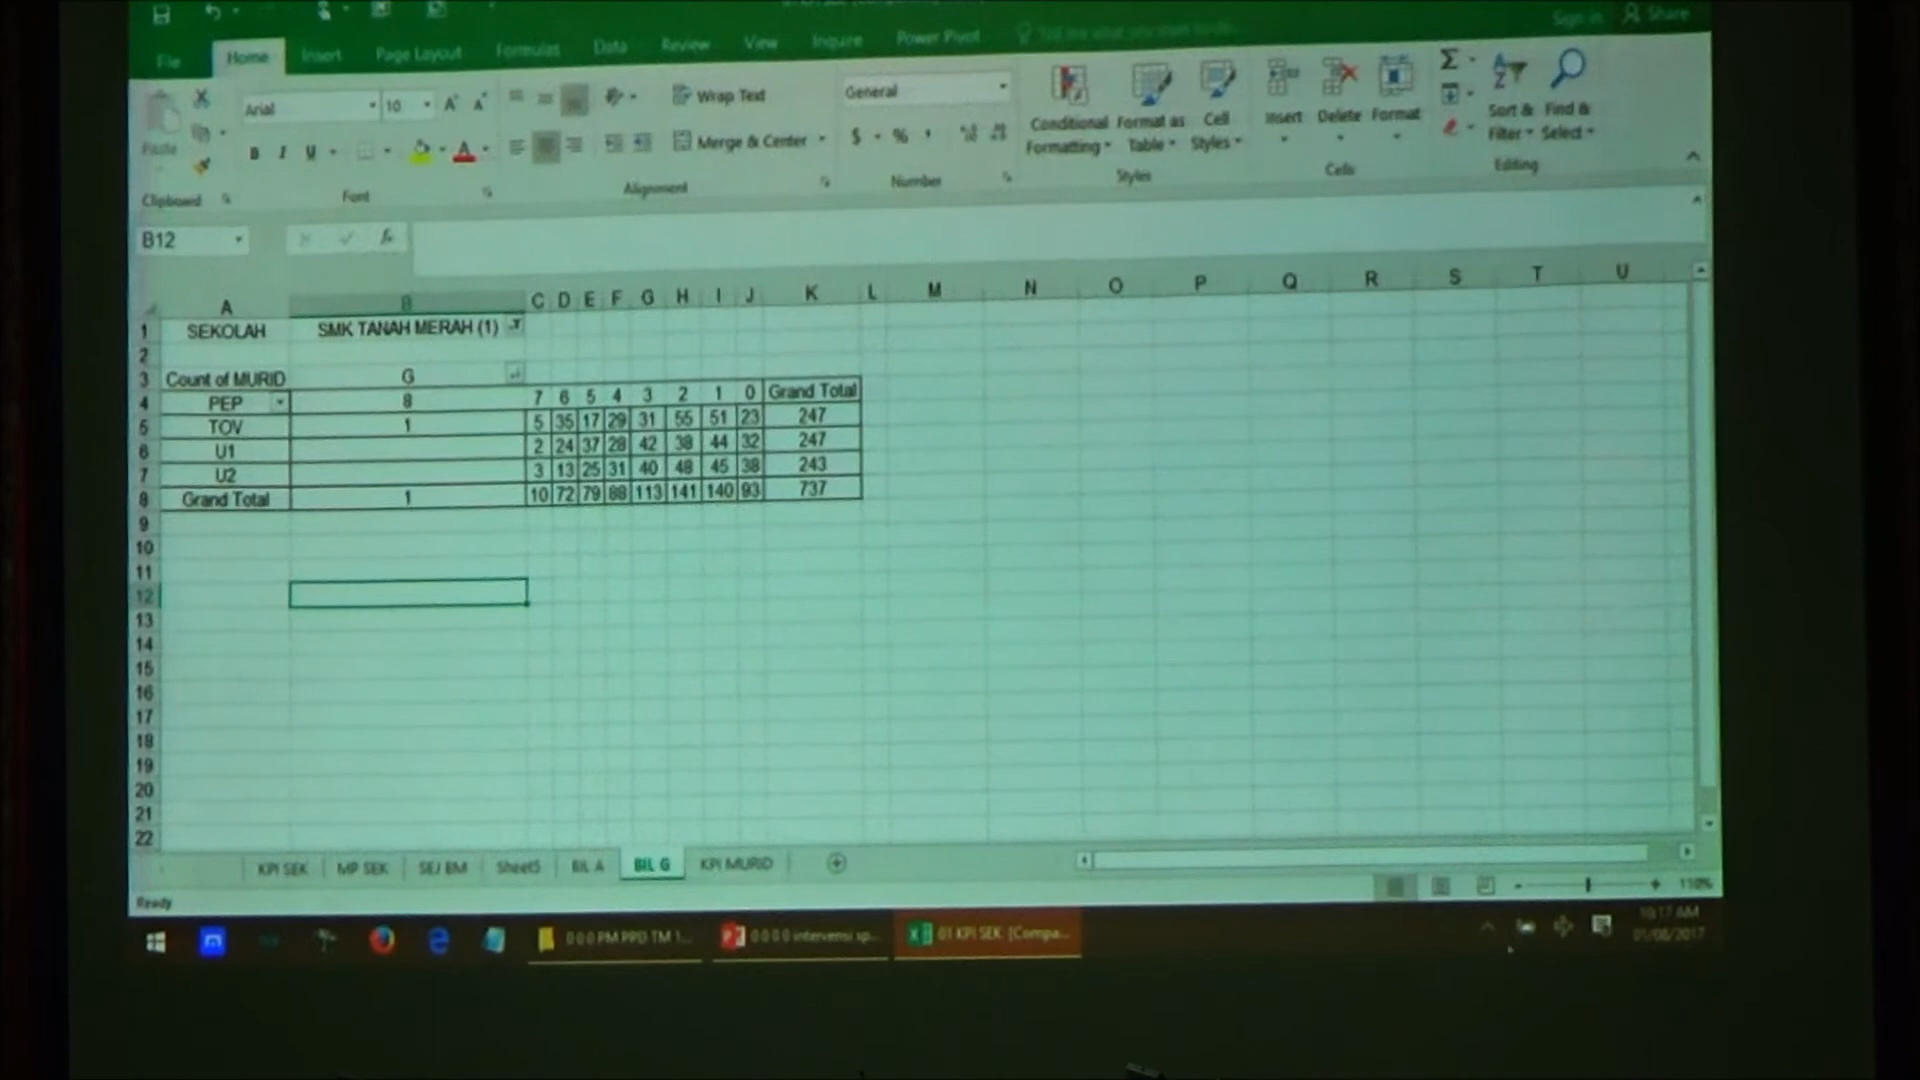 Sign in Share
File Home Insert Page Layout Formulas Data Review View Inquire Power Pivot
Paste Arial 10 A A Wrap Text General Conditional Formatting Format as Table Cell Styles Insert Delete Format Sort & Filter Find & Select
B I U A Merge & Center $ % ,
Clipboard Font Alignment Number Styles Cells Editing
B12 fx
A B C D E F G H I J K L M N O P Q R S T U
1 SEKOLAH SMK TANAH MERAH (1)
2
3 Count of MURID G
4 PEP 8 7 6 5 4 3 2 1 0 Grand Total
5 TOV 1 5 35 17 29 31 55 51 23 247
6 U1 2 24 37 28 42 38 44 32 247
7 U2 3 13 25 31 40 48 45 38 243
8 Grand Total 1 10 72 79 88 113 141 140 93 737
9
10
11
12
13
14
15
16
17
18
19
20
21
22
KPI SEK MP SEK SEJ BM Sheet5 BIL A BIL G KPI MURID
Ready 110%
0 0 0 PM PPD TM 1... 0 0 0 0 intervensi sp... 01 KPI SEK [Compa... 10:17 AM
01/08/2017